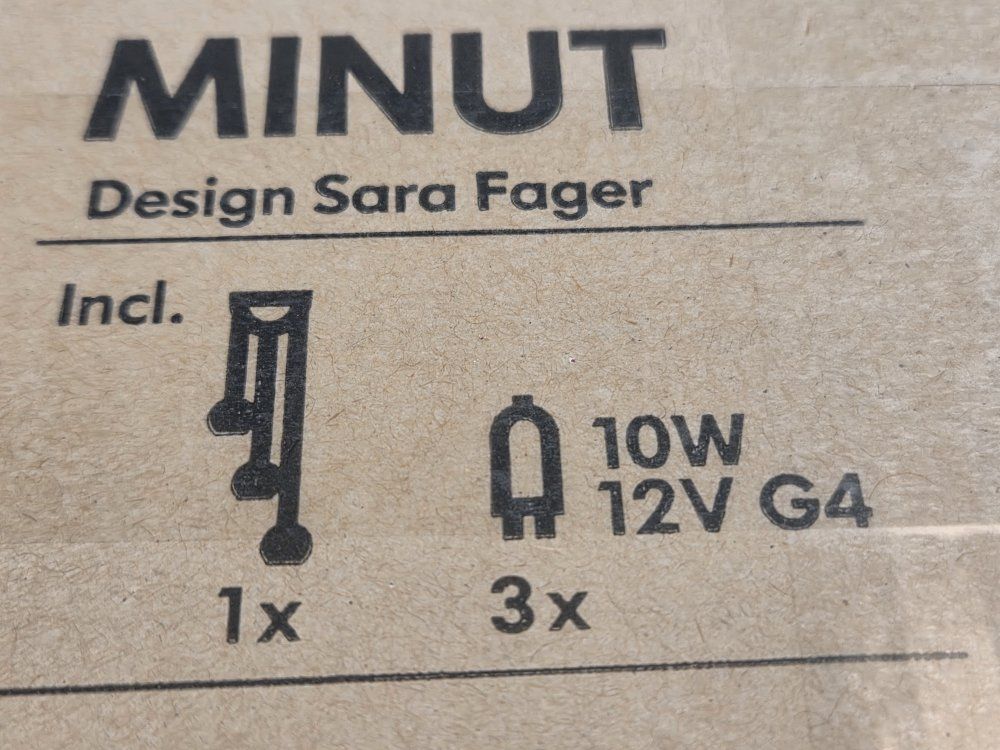 MINUT
Design Sara Fager
Incl.
10W
12V G4
1x
3x